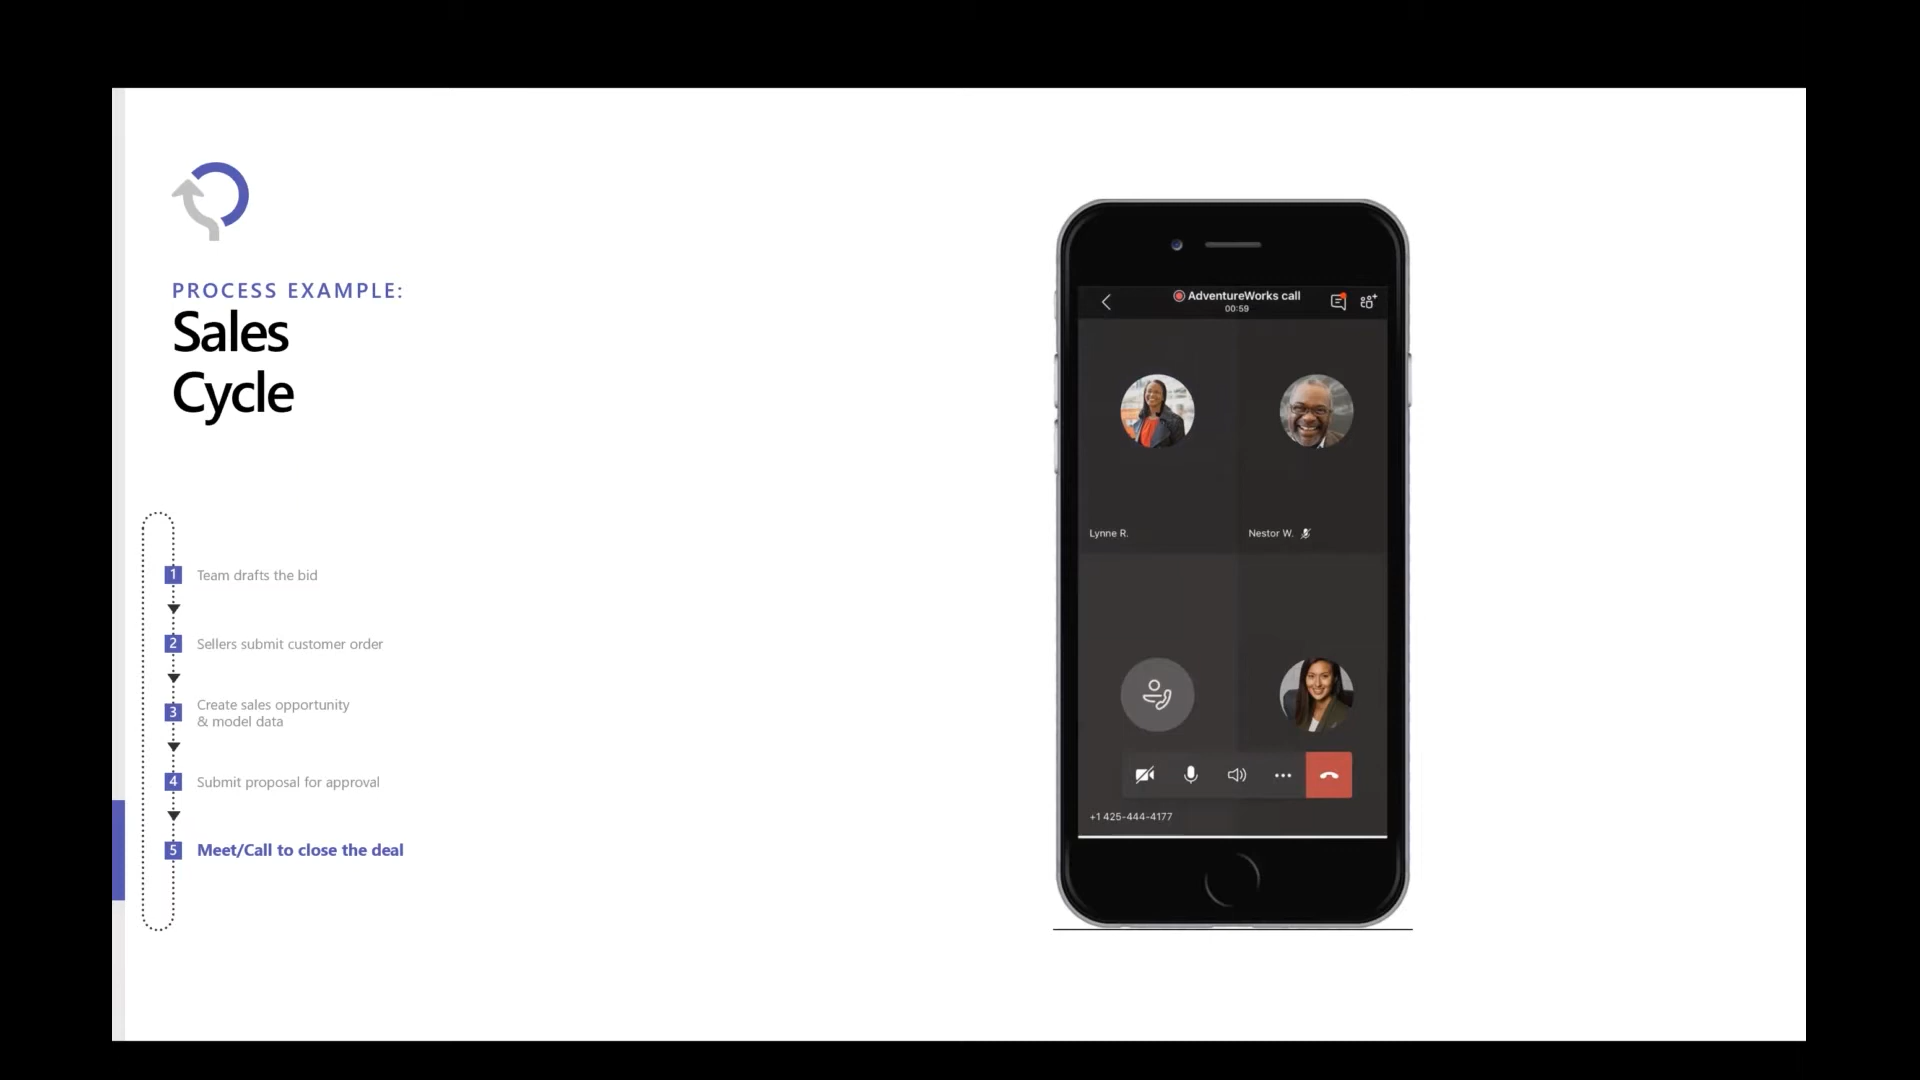 PROCESS EXAMPLE:
Sales
Cycle
1 Team drafts the bid
2 Sellers submit customer order
3 Create sales opportunity
& model data
4 Submit proposal for approval
5 Meet/Call to close the deal
AdventureWorks call
00:59
Lynne R.
Nestor W.
+1 425-444-4177